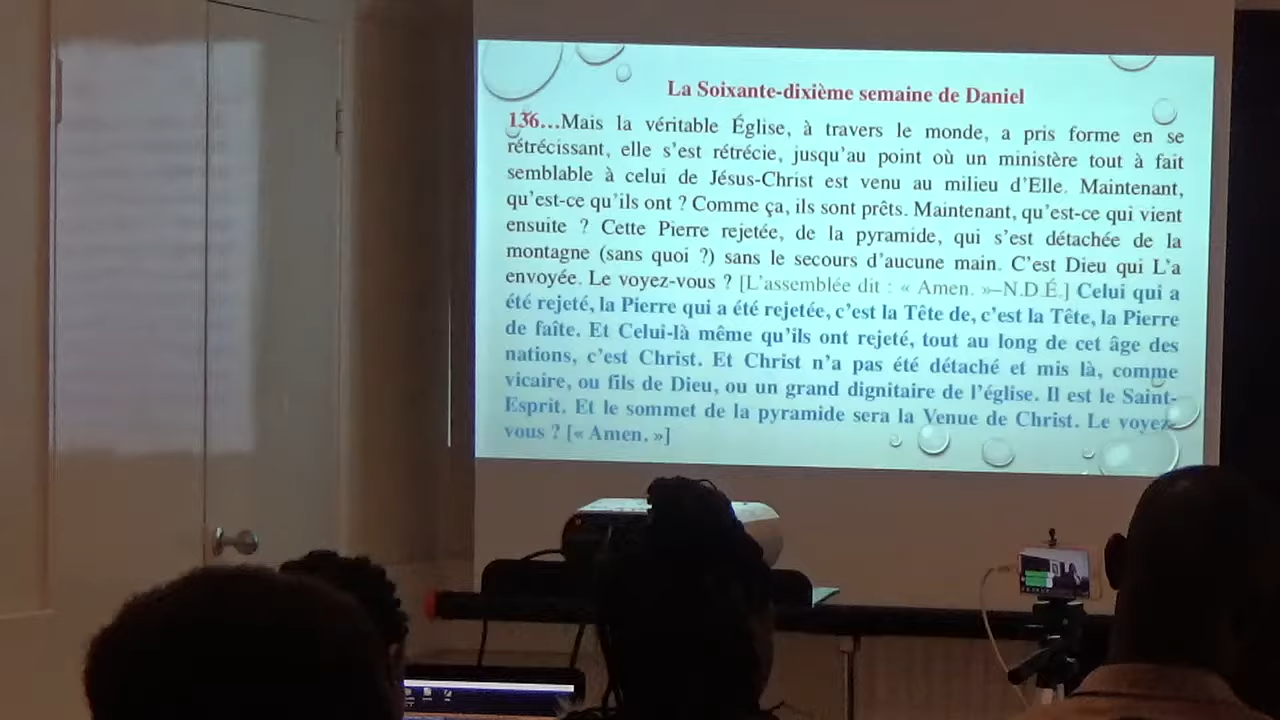 La Soixante-dixième semaine de Daniel
136...Mais la véritable Église, à travers le monde, a pris forme en se
rétrécissant, elle s'est rétrécie, jusqu'au point où un ministère tout à fait
semblable à celui de Jésus-Christ est venu au milieu d'Elle. Maintenant,
qu'est-ce qu'ils ont ? Comme ça, ils sont prêts. Maintenant, qu'est-ce qui vient
ensuite ? Cette Pierre rejetée, de la pyramide, qui s'est détachée de la
montagne (sans quoi ?) sans le secours d'aucune main. C'est Dieu qui L'a
envoyée. Le voyez-vous ? [L'assemblée dit : « Amen. »–N.D.É.] Celui qui a
été rejeté, la Pierre qui a été rejetée, c'est la Tête de, c'est la Tête, la Pierre
de faîte. Et Celui-là même qu'ils ont rejeté, tout au long de cet âge des
nations, c'est Christ. Et Christ n'a pas été détaché et mis là, comme
vicaire, ou fils de Dieu, ou un grand dignitaire de l'église. Il est le Saint-
Esprit. Et le sommet de la pyramide sera la Venue de Christ. Le voyez-
vous ? [« Amen. »]